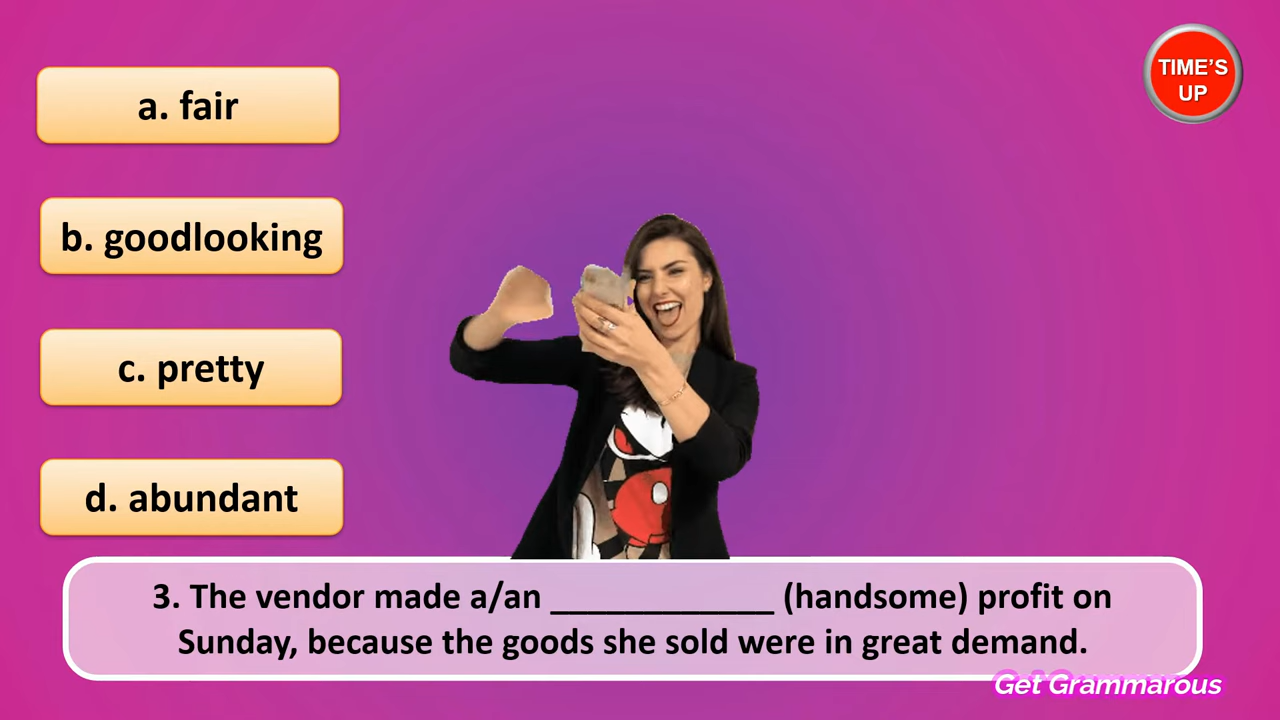 TIME'S
UP
a. fair
b. goodlooking
c. pretty
d. abundant
3. The vendor made a/an ____________ (handsome) profit on
Sunday, because the goods she sold were in great demand.
Get Grammarous